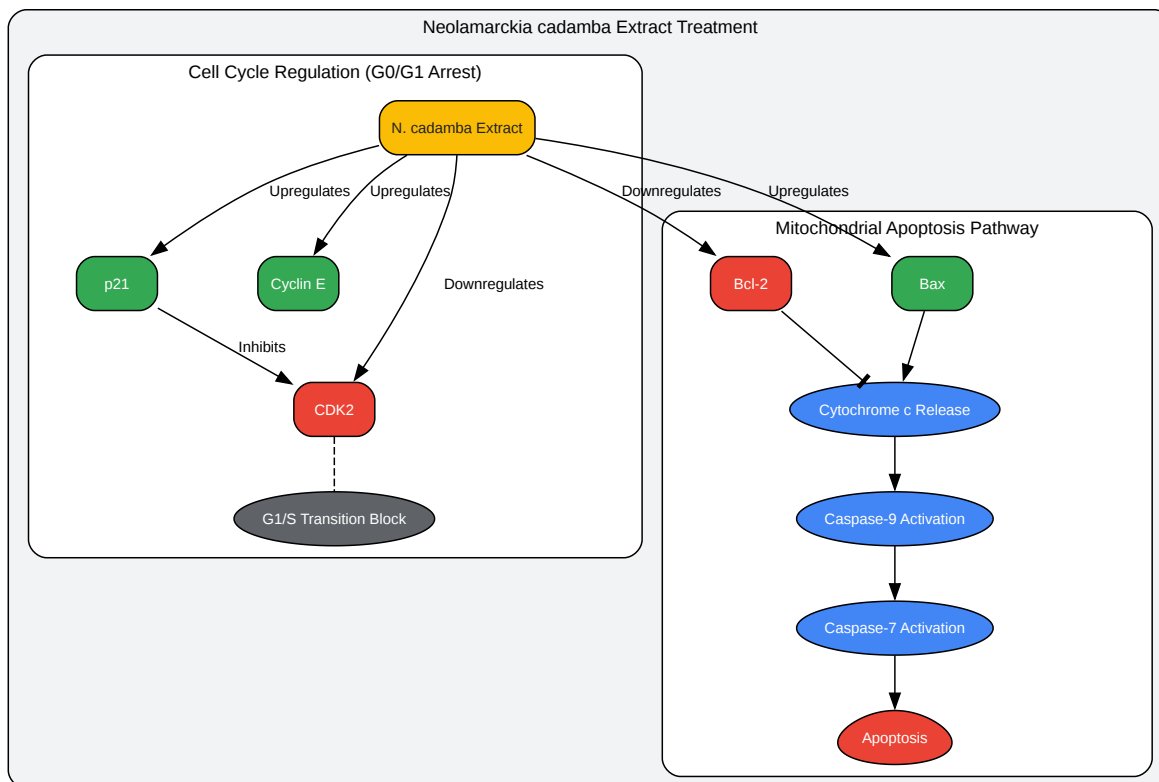 Neolamarckia cadamba Extract Treatment
Cell Cycle Regulation (G0/G1 Arrest)
N. cadamba Extract
Upregulates
Upregulates
Downregulates
Upregulates
Mitochondrial Apoptosis Pathway
p21
Cyclin E
Downregulates
Bcl-2
Bax
Inhibits
CDK2
Cytochrome c Release
G1/S Transition Block
Caspase-9 Activation
Caspase-7 Activation
Apoptosis